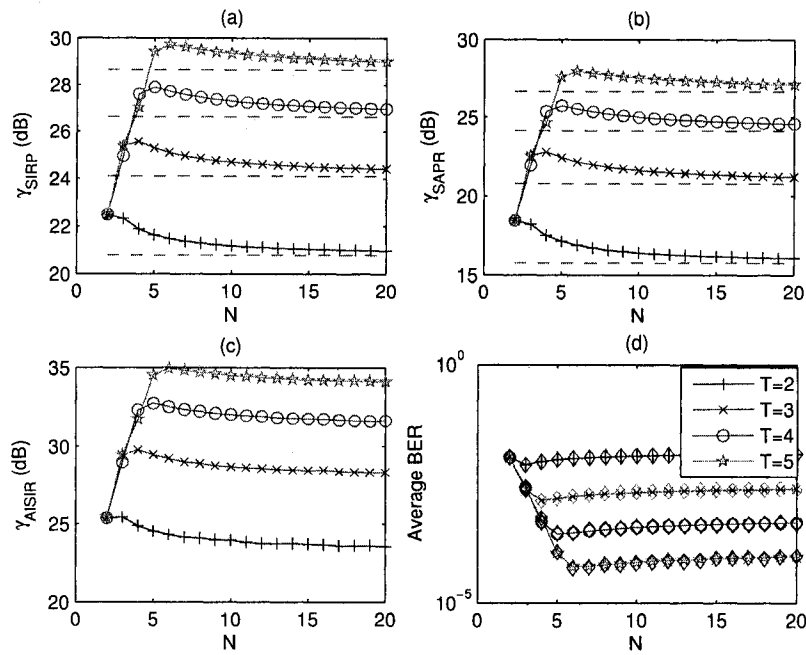 (a)
30
28
26
24
22
20
γSIRP (dB)
0
5
10
15
20
N
(b)
30
25
20
15
γSAPR (dB)
0
5
10
15
20
N
(c)
35
30
25
20
γAISIR (dB)
0
5
10
15
20
N
(d)
10^0
10^-5
Average BER
T=2
T=3
T=4
T=5
0
5
10
15
20
N